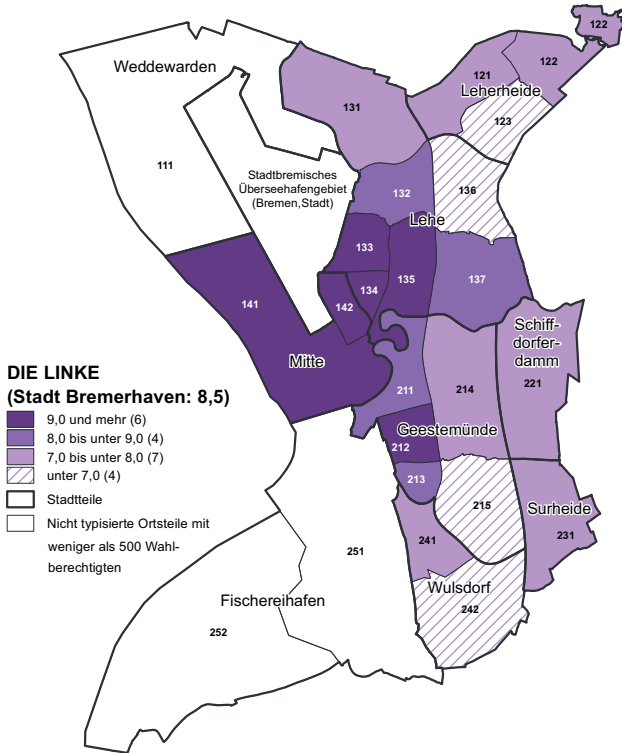 122
Weddewarden
121
122
Leherheide
131
123
111
Stadtbremisches
Überseehafengebiet
(Bremen,Stadt)
132
136
Lehe
133
135
137
134
141
142
Mitte
Schiff-
dorfer-
damm
DIE LINKE
(Stadt Bremerhaven: 8,5)
9,0 und mehr (6)
8,0 bis unter 9,0 (4)
7,0 bis unter 8,0 (7)
unter 7,0 (4)
Stadtteile
Nicht typisierte Ortsteile mit
weniger als 500 Wahl-
berechtigten
211
214
221
Geestemünde
212
213
215
Surheide
231
241
251
Wulsdorf
242
Fischereihafen
252